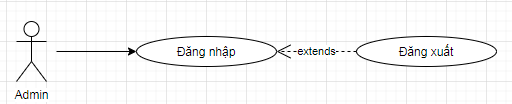 Đăng nhập
extends
Đăng xuất
Admin